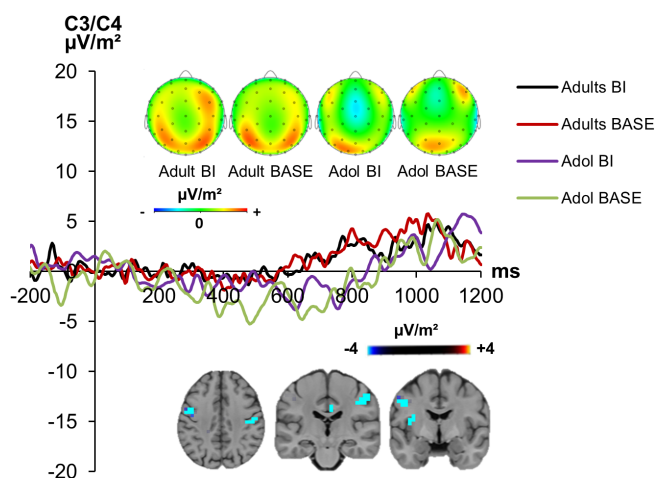 C3/C4
µV/m²
20
15
10
5
0
-5
-10
-15
-20
-200
200
400
600
800
1000
1200
ms
Adult BI
Adult BASE
Adol BI
Adol BASE
µV/m²
-
+
0
Adults BI
Adults BASE
Adol BI
Adol BASE
µV/m²
-4
+4